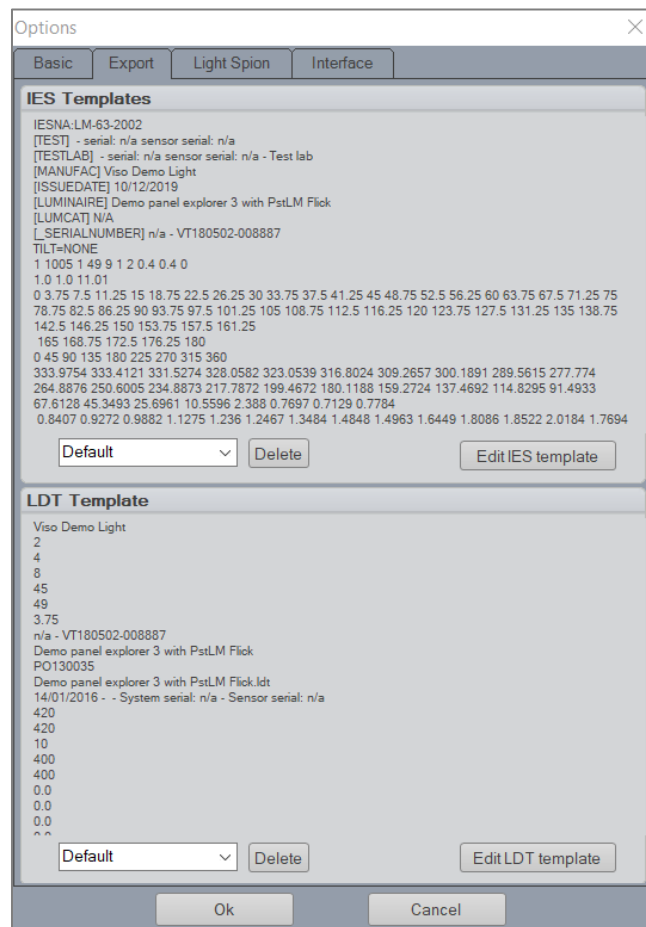 Options
Basic Export Light Spion Interface
IES Templates
IESNA:LM-63-2002
[TEST] - serial: n/a sensor serial: n/a
[TESTLAB] - serial: n/a sensor serial: n/a - Test lab
[MANUFAC] Viso Demo Light
[ISSUEDATE] 10/12/2019
[LUMINAIRE] Demo panel explorer 3 with PstLM Flick
[LUMCAT] N/A
[_SERIALNUMBER] n/a - VT180502-008887
TILT=NONE
1 1005 1 49 9 1 2 0.4 0.4 0
1.0 1.0 11.01
0 3.75 7.5 11.25 15 18.75 22.5 26.25 30 33.75 37.5 41.25 45 48.75 52.5 56.25 60 63.75 67.5 71.25 75
78.75 82.5 86.25 90 93.75 97.5 101.25 105 108.75 112.5 116.25 120 123.75 127.5 131.25 135 138.75
142.5 146.25 150 153.75 157.5 161.25
165 168.75 172.5 176.25 180
0 45 90 135 180 225 270 315 360
333.9754 333.4121 331.5274 328.0582 323.0539 316.8024 309.2657 300.1891 289.5615 277.774
264.8876 250.6005 234.8873 217.7872 199.4672 180.1188 159.2724 137.4692 114.8295 91.4933
67.6128 45.3493 25.6961 10.5596 2.388 0.7697 0.7129 0.7784
0.8407 0.9272 0.9882 1.1275 1.236 1.2467 1.3484 1.4848 1.4963 1.6449 1.8086 1.8522 2.0184 1.7694
Default Delete Edit IES template
LDT Template
Viso Demo Light
2
4
8
45
49
3.75
n/a - VT180502-008887
Demo panel explorer 3 with PstLM Flick
PO130035
Demo panel explorer 3 with PstLM Flick.ldt
14/01/2016 - - System serial: n/a - Sensor serial: n/a
420
420
10
400
400
0.0
0.0
0.0
Default Delete Edit LDT template
Ok Cancel